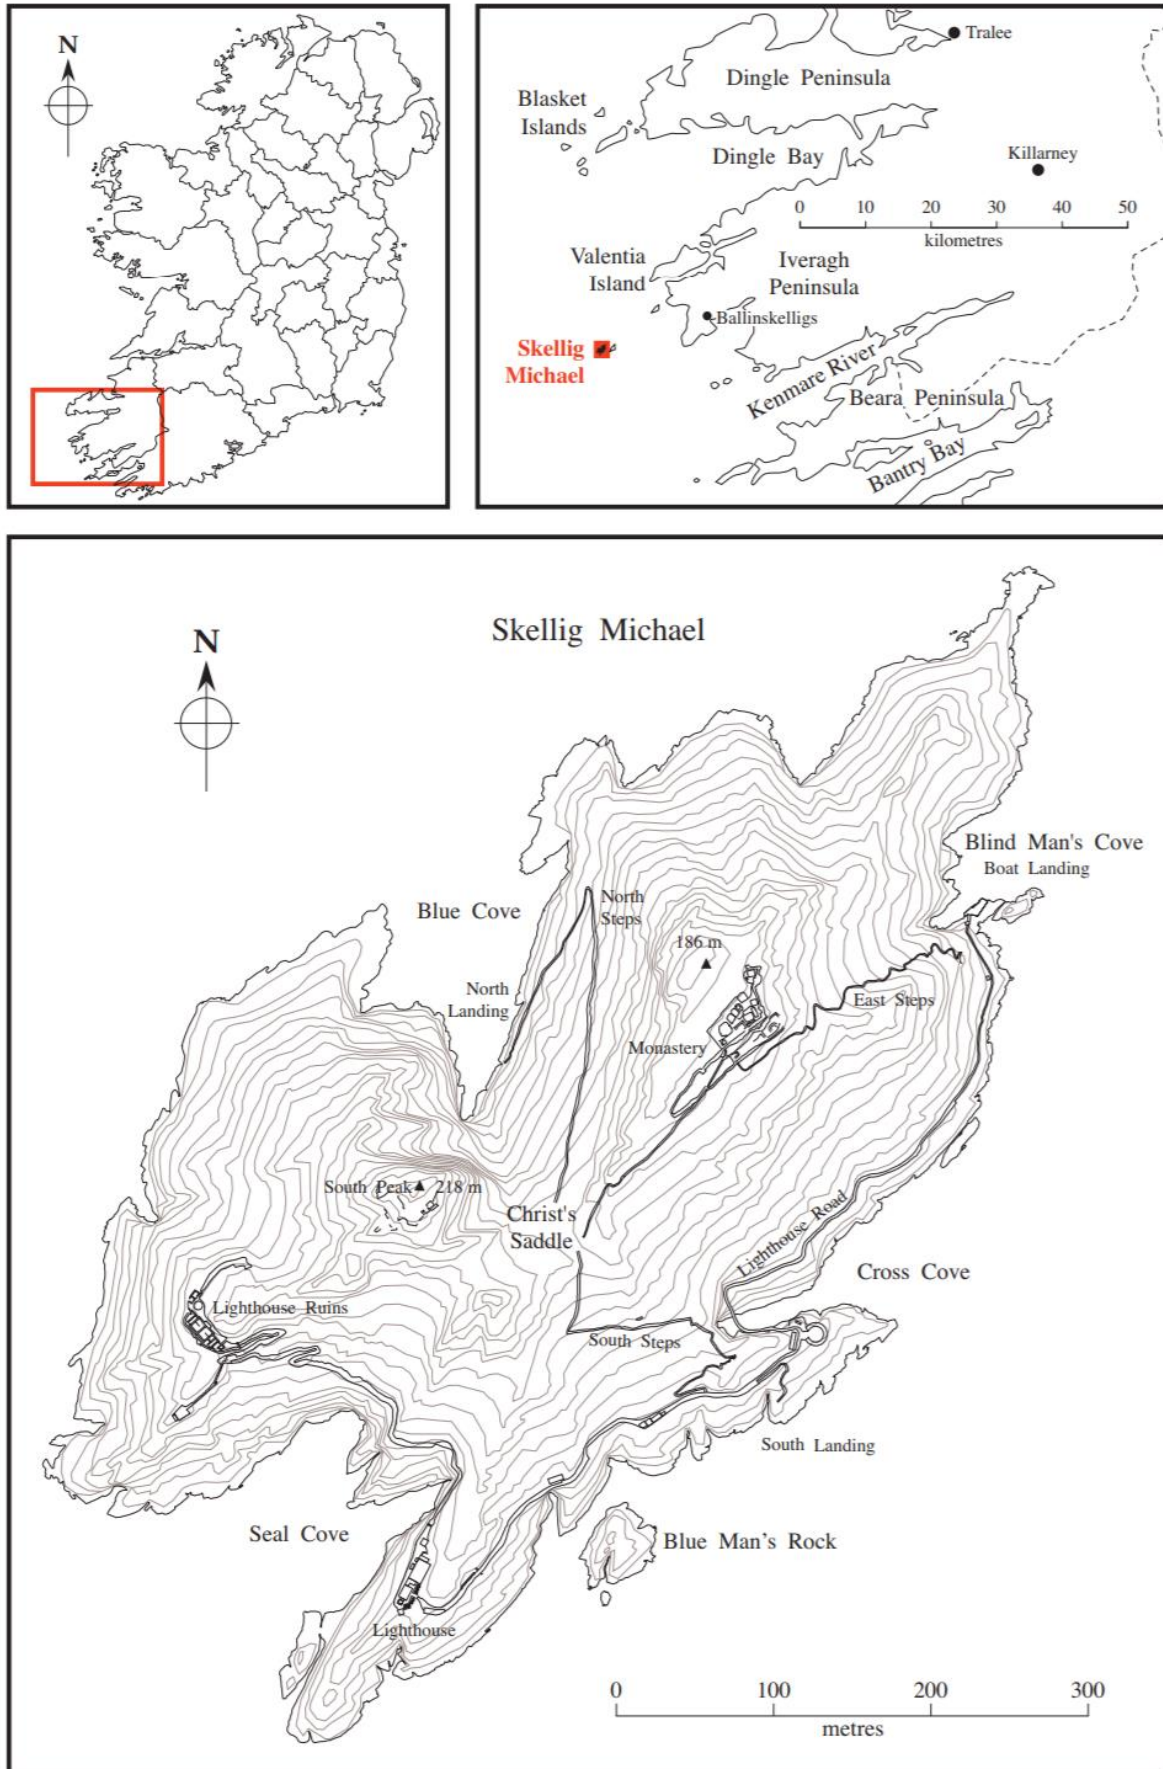 N
Tralee
Dingle Peninsula
Blasket
Islands
Dingle Bay
Killarney
0 10 20 30 40 50
kilometres
Valentia
Island
Iveragh
Peninsula
Ballinskelligs
Skellig
Michael
Kenmare River
Beara Peninsula
Bantry Bay
Skellig Michael
N
Blind Man's Cove
Boat Landing
Blue Cove
North
Steps
186 m
North
Landing
East Steps
Monastery
South Peak 218 m
Christ's
Saddle
Lighthouse Road
Cross Cove
Lighthouse Ruins
South Steps
South Landing
Seal Cove
Blue Man's Rock
Lighthouse
0 100 200 300
metres